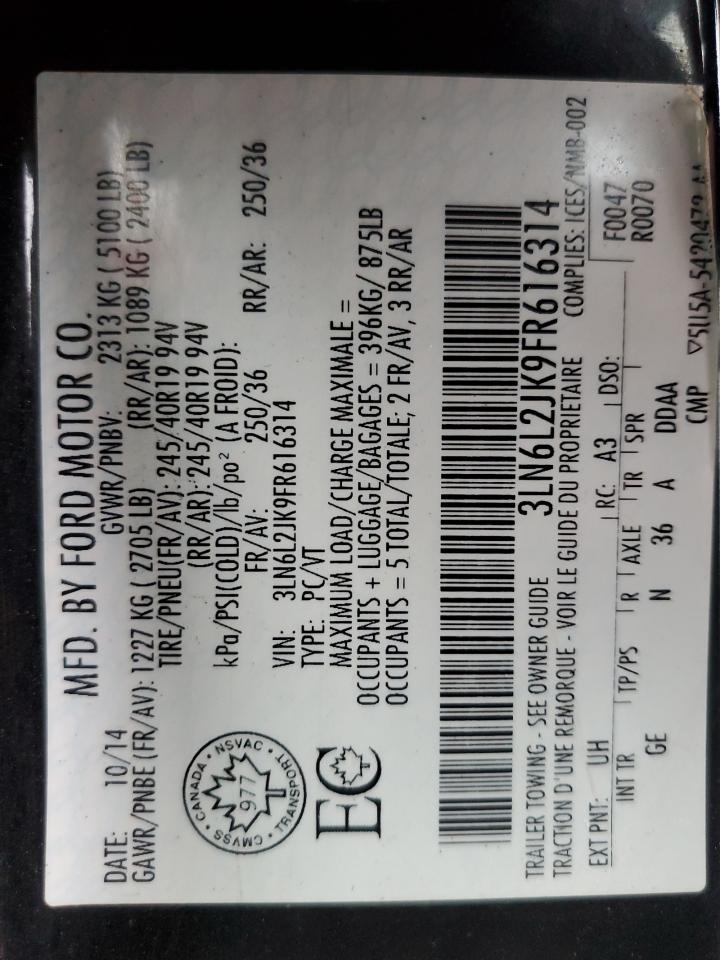 MFD. BY FORD MOTOR CO.
DATE: 10/14 GVWR/PNBV: 2313 KG ( 5100 LB)
GAWR/PNBE (FR/AV): 1227 KG ( 2705 LB) (RR/AR): 1089 KG ( 2400 LB)
TIRE/PNEU(FR/AV): 245/40R19 94V
(RR/AR): 245/40R19 94V
kPa/PSI(COLD)/lb/po² (A FROID):
FR/AV: 250/36 RR/AR: 250/36
VIN: 3LN6L2JK9FR616314
TYPE: PC/VT
MAXIMUM LOAD/CHARGE MAXIMALE =
OCCUPANTS + LUGGAGE/BAGAGES = 396KG/ 875LB
OCCUPANTS = 5 TOTAL/TOTALE; 2 FR/AV, 3 RR/AR
CANADA · NSVAC · TRANSPORT · CMVSS ·
977
EC
3LN6L2JK9FR616314
TRAILER TOWING - SEE OWNER GUIDE
TRACTION D'UNE REMORQUE - VOIR LE GUIDE DU PROPRIETAIRE COMPLIES: ICES/NMB-002
EXT PNT: UH RC: A3 DSO: F0047
R0070
INT TR TP/PS R AXLE TR SPR
GE N 36 A DDAA
CMP ▽5U5A-5420472-AA